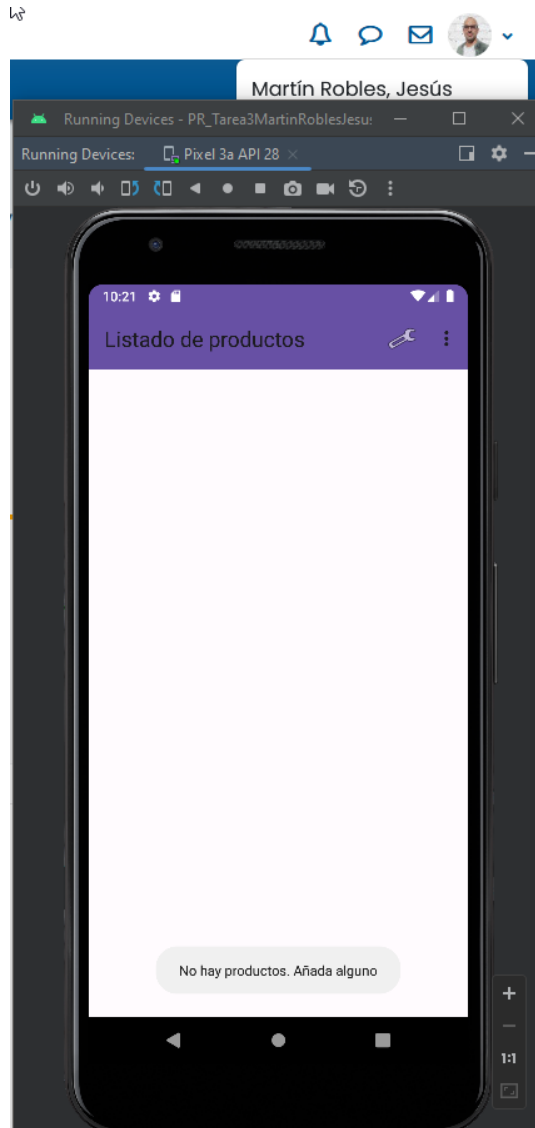 Martín Robles, Jesús
Running Devices - PR_Tarea3MartinRoblesJesu:
Running Devices:
Pixel 3a API 28
10:21
Listado de productos
No hay productos. Añada alguno
1:1